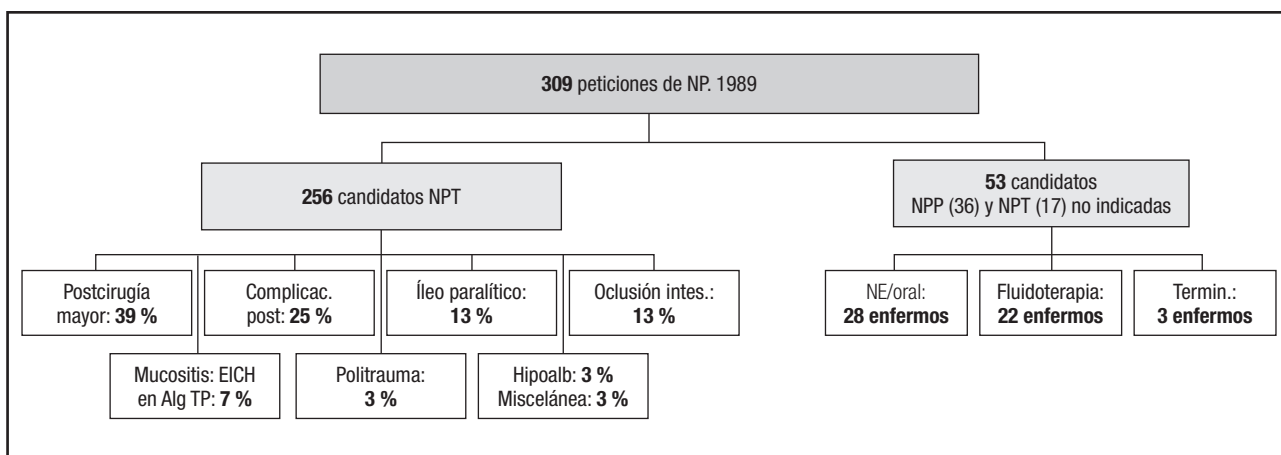 309 peticiones de NP. 1989
256 candidatos NPT
53 candidatos
NPP (36) y NPT (17) no indicadas
Postcirugía
mayor: 39 %
Complicac.
post: 25 %
Íleo paralítico:
13 %
Oclusión intes.:
13 %
NE/oral:
28 enfermos
Fluidoterapia:
22 enfermos
Termin.:
3 enfermos
Mucositis: EICH
en Alg TP: 7 %
Politrauma:
3 %
Hipoalb: 3 %
Miscelánea: 3 %